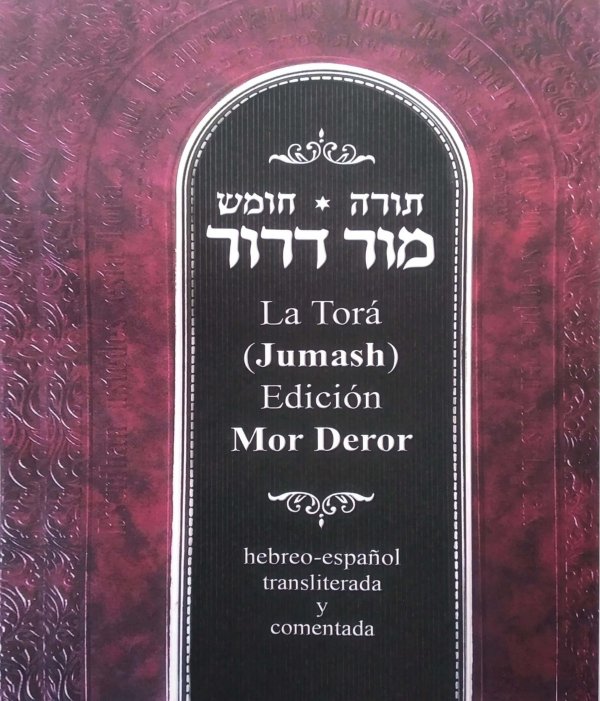 תורה * חומש
מור דרור
La Torá
(Jumash)
Edición
Mor Deror
hebreo-español
transliterada
y
comentada